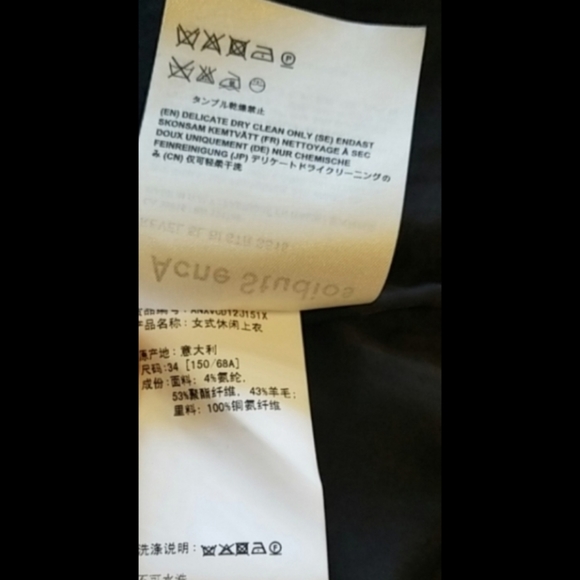 タンブル乾燥禁止
(EN) DELICATE DRY CLEAN ONLY (SE) ENDAST
SKONSAM KEMTVÄTT (FR) NETTOYAGE À SEC
DOUX UNIQUEMENT (DE) NUR CHEMISCHE
FEINREINIGUNG (JP) デリケートドライクリーニングの
み (CN) 仅可轻柔干洗
Acne Studios
产品名称: 女式休闲上衣
原产地: 意大利
尺码:34 [150/68A]
成份: 面料: 4%氨纶,
53%聚酯纤维, 43%羊毛;
里料: 100%铜氨纤维
洗涤说明: